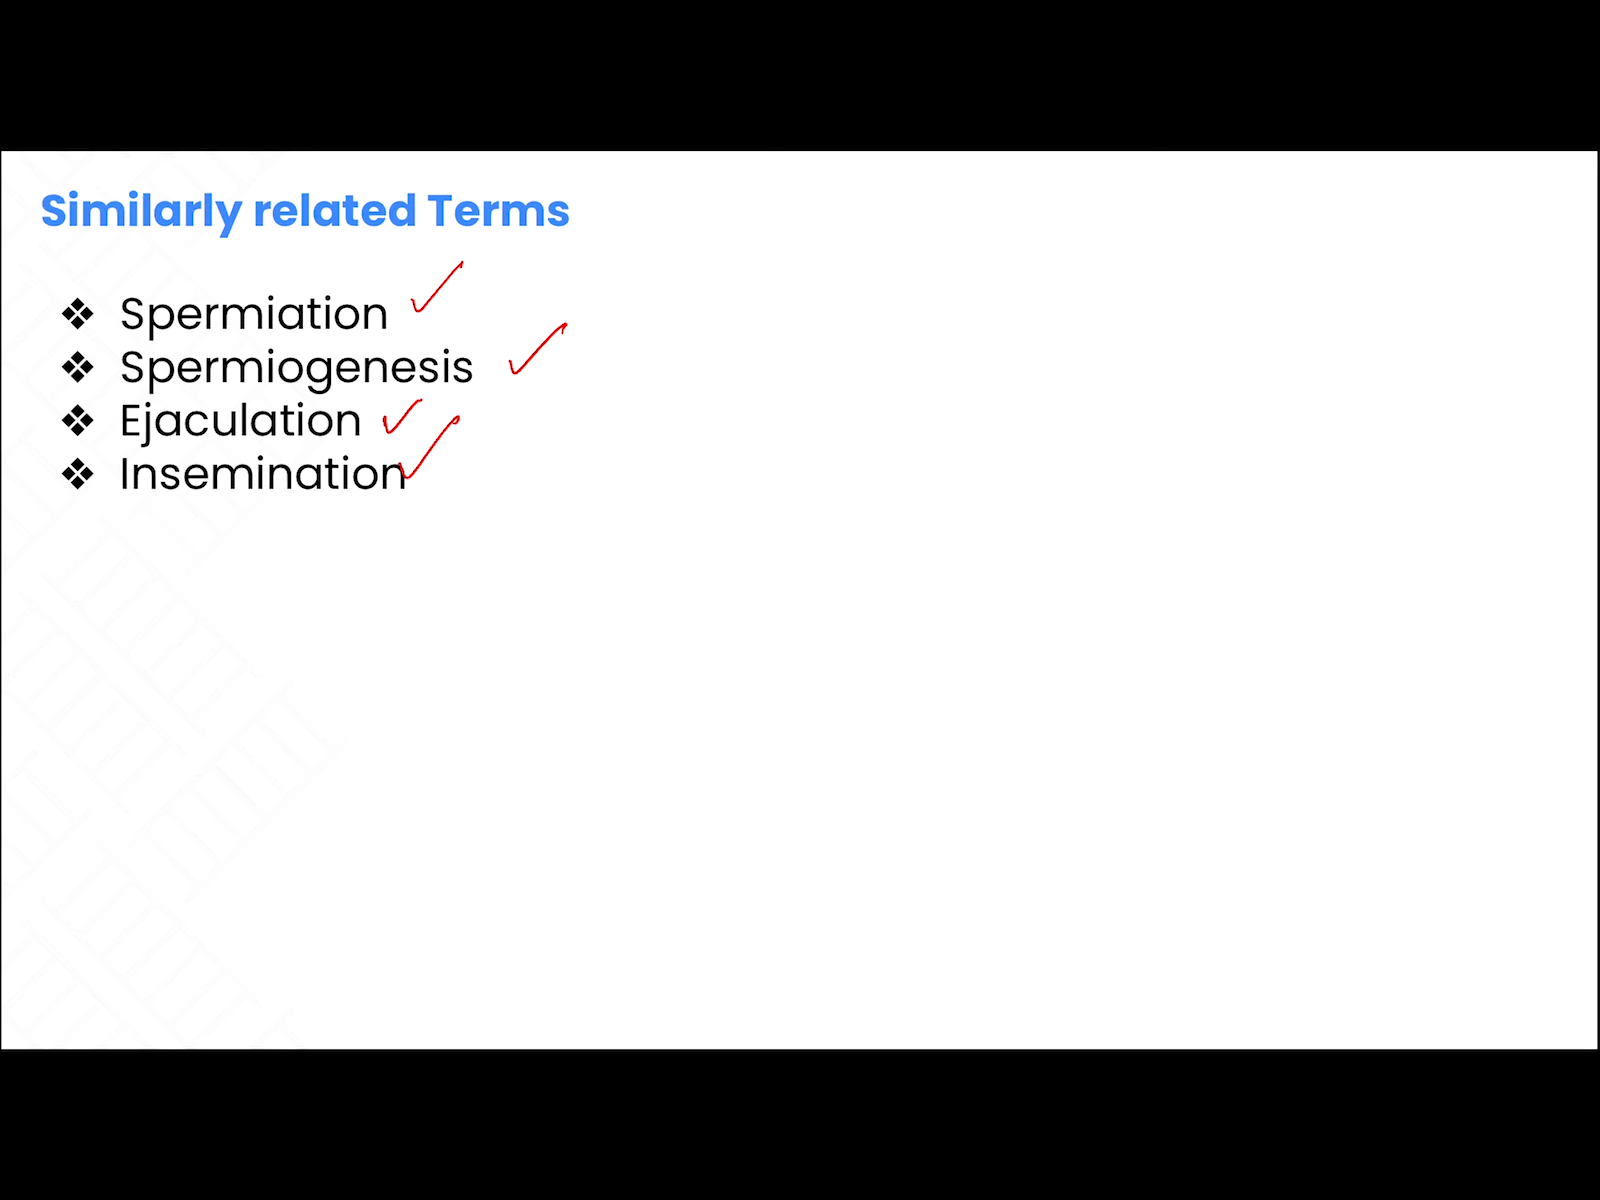 Similarly related Terms
❖ Spermiation
❖ Spermiogenesis
❖ Ejaculation
❖ Insemination